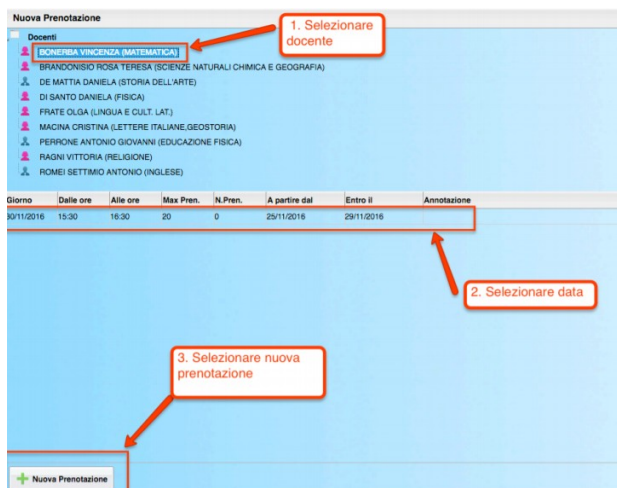 Nuova Prenotazione
1. Selezionare
docente
Docenti
BONERBA VINCENZA (MATEMATICA)
BRANDONISIO ROSA TERESA (SCIENZE NATURALI CHIMICA E GEOGRAFIA)
DE MATTIA DANIELA (STORIA DELL'ARTE)
DI SANTO DANIELA (FISICA)
FRATE OLGA (LINGUA E CULT. LAT.)
MACINA CRISTINA (LETTERE ITALIANE,GEOSTORIA)
PERRONE ANTONIO GIOVANNI (EDUCAZIONE FISICA)
RAGNI VITTORIA (RELIGIONE)
ROMEI SETTIMIO ANTONIO (INGLESE)
Giorno Dalle ore Alle ore Max Pren. N.Pren. A partire dal Entro il Annotazione
30/11/2016 15:30 16:30 20 0 25/11/2016 29/11/2016
2. Selezionare data
3. Selezionare nuova
prenotazione
Nuova Prenotazione